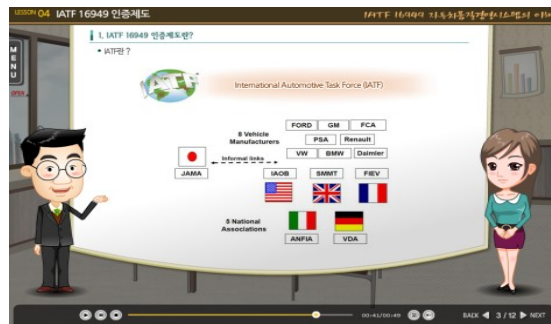 LESSON 04 IATF 16949 인증제도
IATF 16949 자동차품질경영시스템의 이해
MENU
OPEN
1. IATF 16949 인증제도란?
• IATF란 ?
IATF
International Automotive Task Force (IATF)
8 Vehicle
Manufacturers
FORD GM FCA
PSA Renault
VW BMW Daimler
Informal links
JAMA
IAOB SMMT FIEV
5 National
Associations
ANFIA VDA
00:41/00:49
BACK 3 / 12 NEXT